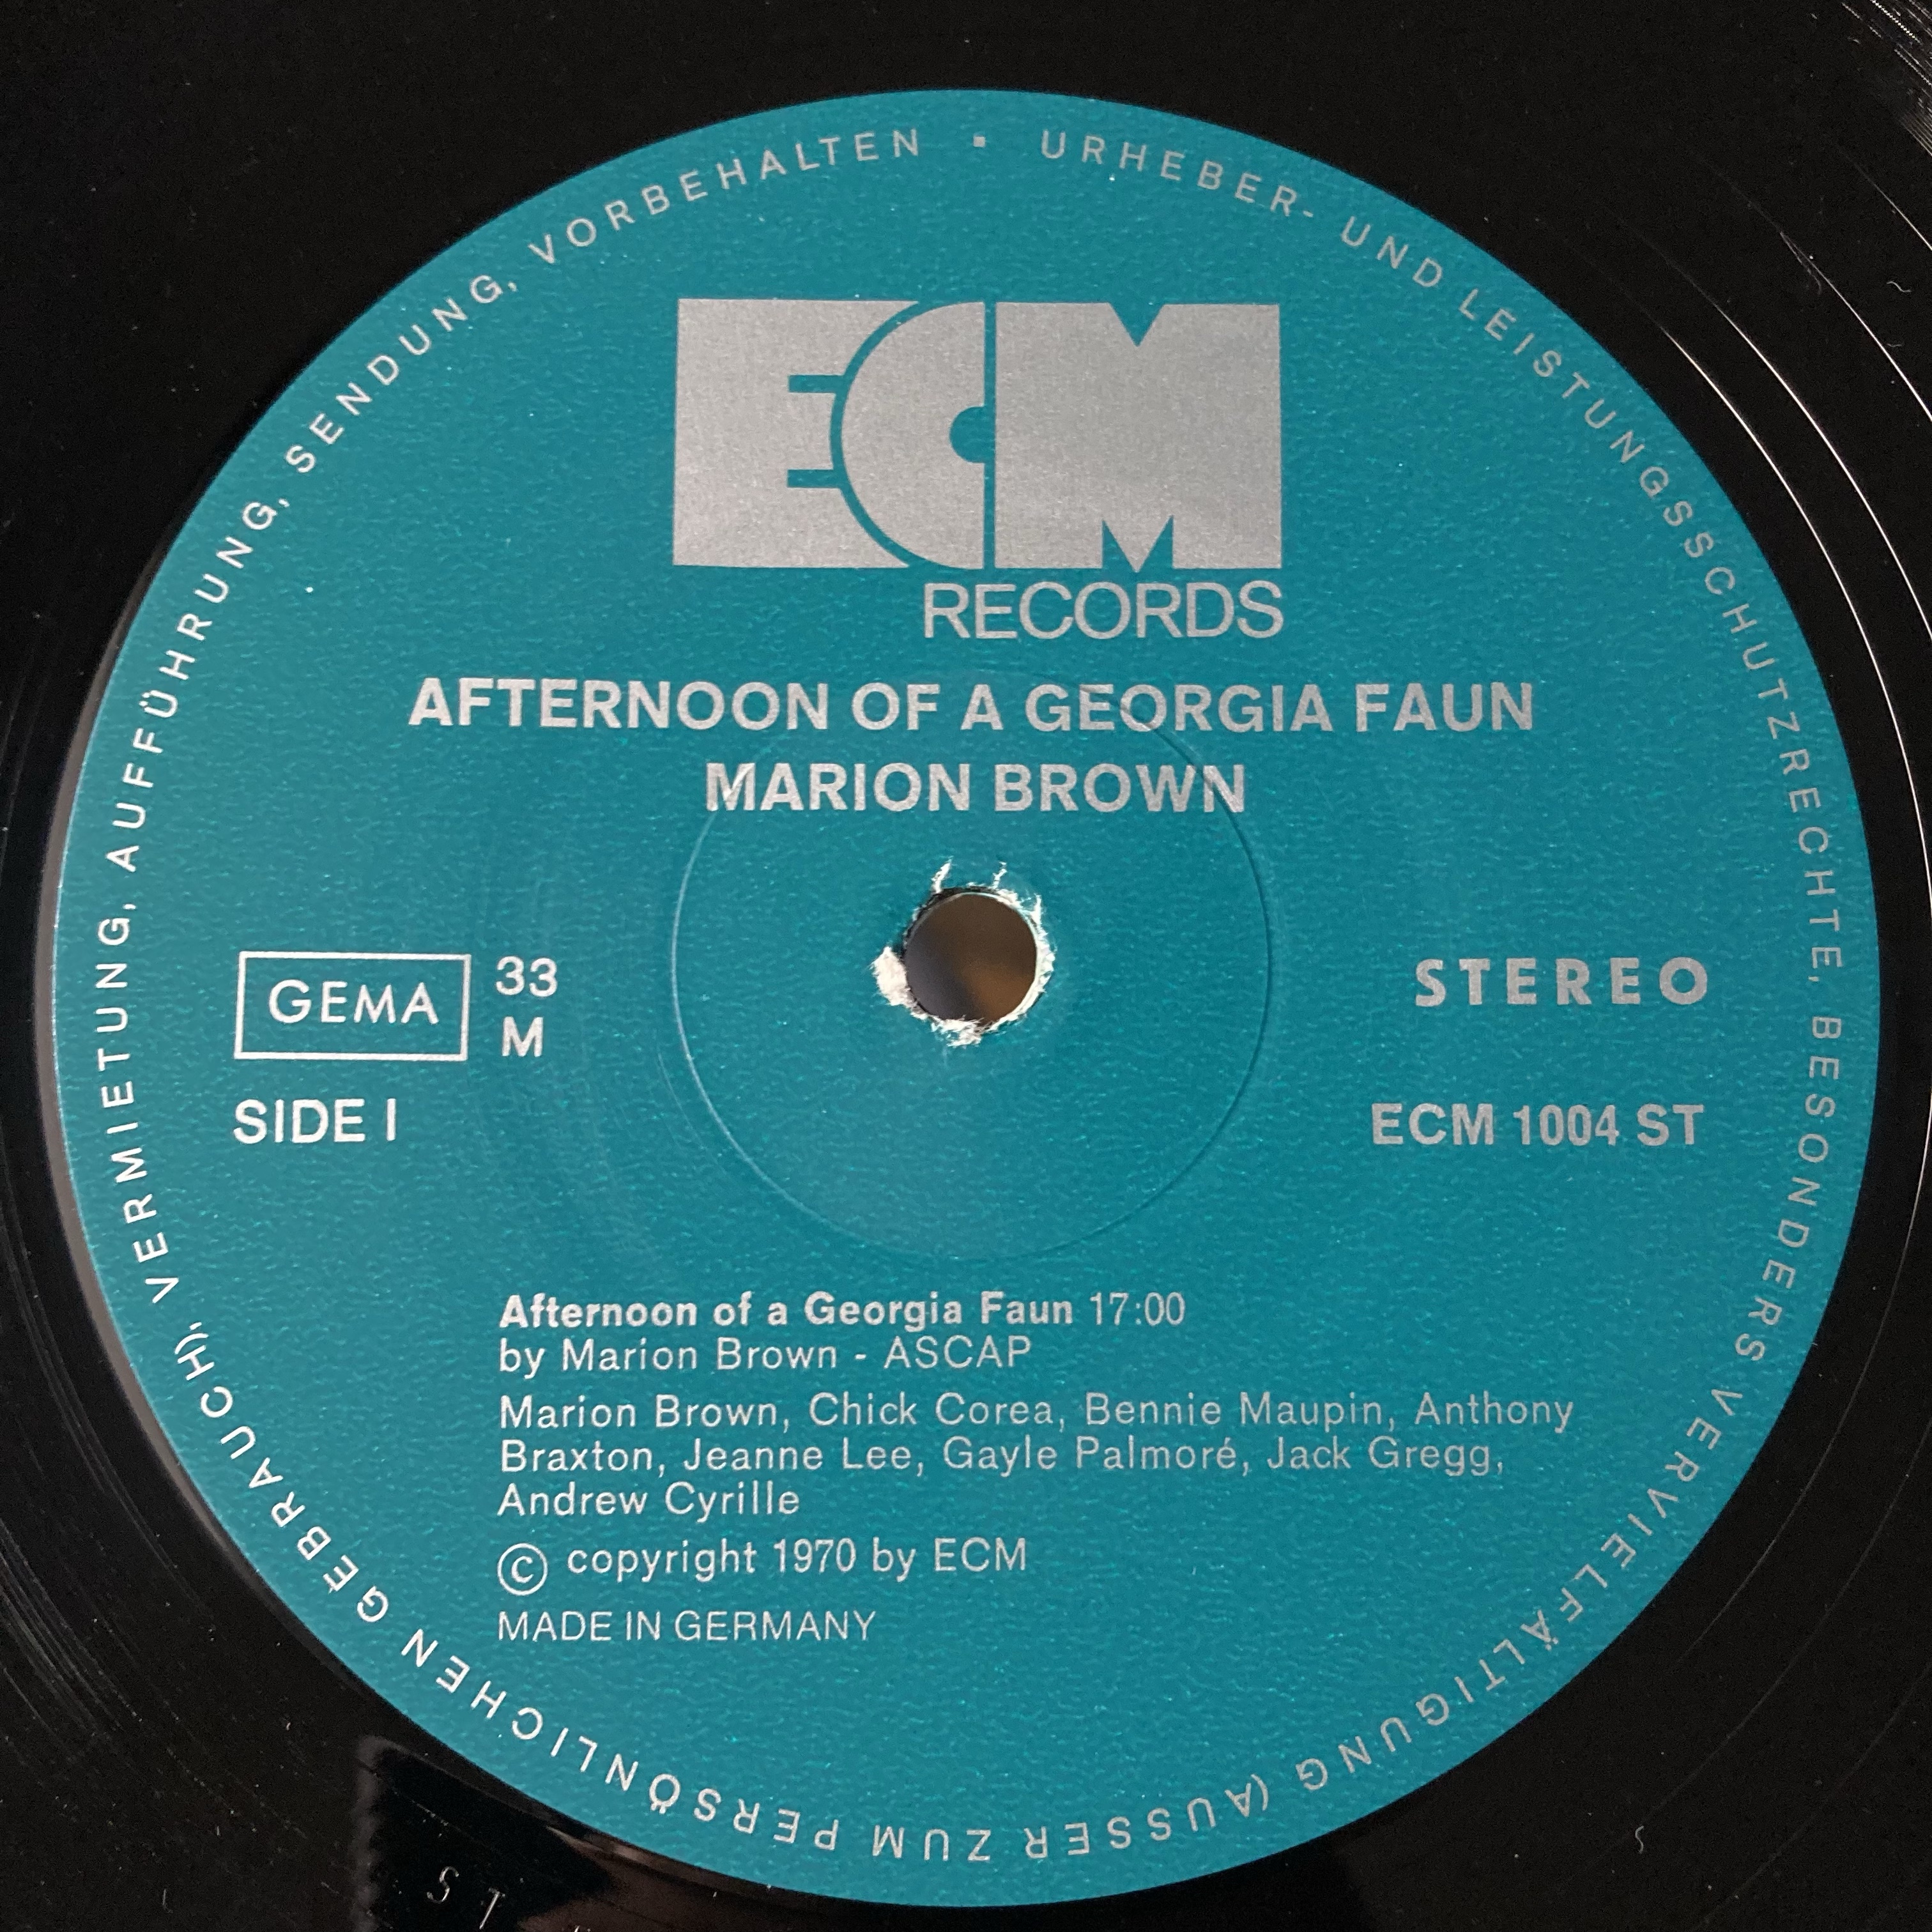 URHEBER- UND LEISTUNGSSCHUTZRECHTE, BESONDERS VERVIELFÄLTIGUNG (AUSSER ZUM PERSÖNLICHEN GEBRAUCH), VERMIETUNG, AUFFÜHRUNG, SENDUNG, VORBEHALTEN ▪
ECM
RECORDS
AFTERNOON OF A GEORGIA FAUN
MARION BROWN
GEMA 33 STEREO
M
SIDE I ECM 1004 ST
Afternoon of a Georgia Faun 17:00
by Marion Brown - ASCAP
Marion Brown, Chick Corea, Bennie Maupin, Anthony
Braxton, Jeanne Lee, Gayle Palmoré, Jack Gregg,
Andrew Cyrille
© copyright 1970 by ECM
MADE IN GERMANY
ST